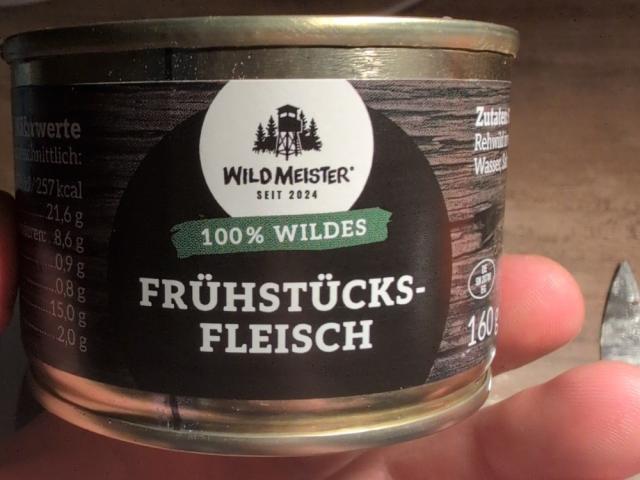 WILD MEISTER
SEIT 2024
100% WILDES
FRÜHSTÜCKS-
FLEISCH
257 kcal
21,6 g
8,6 g
0,9 g
0,8 g
15,0 g
2,0 g
Zutaten
Wasser,
160 g